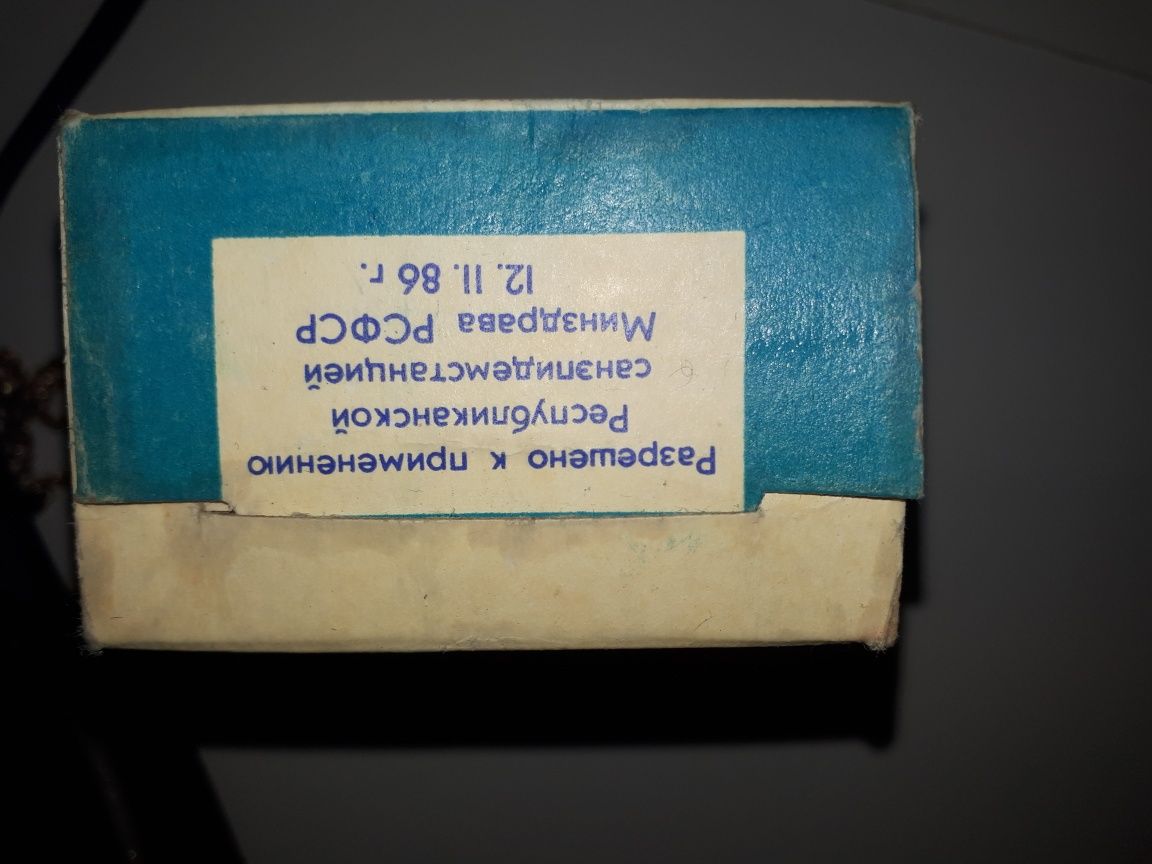 Разрешено к применению
Республиканской
санэпидемстанцией
Минздрава РСФСР
12. 11. 86 г.